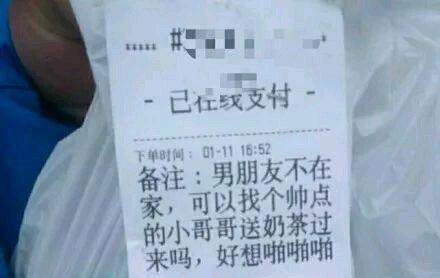 - 已在线支付 -
下单时间： 01-11 16:52
备注：男朋友不在
家，可以找个帅点
的小哥哥送奶茶过
来吗，好想啪啪啪